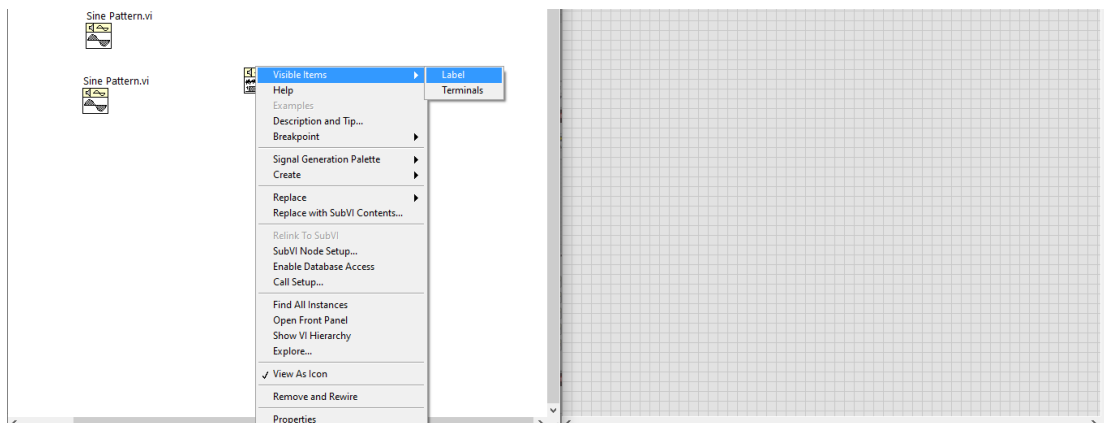 Sine Pattern.vi
Sine Pattern.vi
Visible Items
Label
Help
Terminals
Examples
Description and Tip...
Breakpoint
Signal Generation Palette
Create
Replace
Replace with SubVI Contents...
Relink To SubVI
SubVI Node Setup...
Enable Database Access
Call Setup...
Find All Instances
Open Front Panel
Show VI Hierarchy
Explore...
View As Icon
Remove and Rewire
Properties